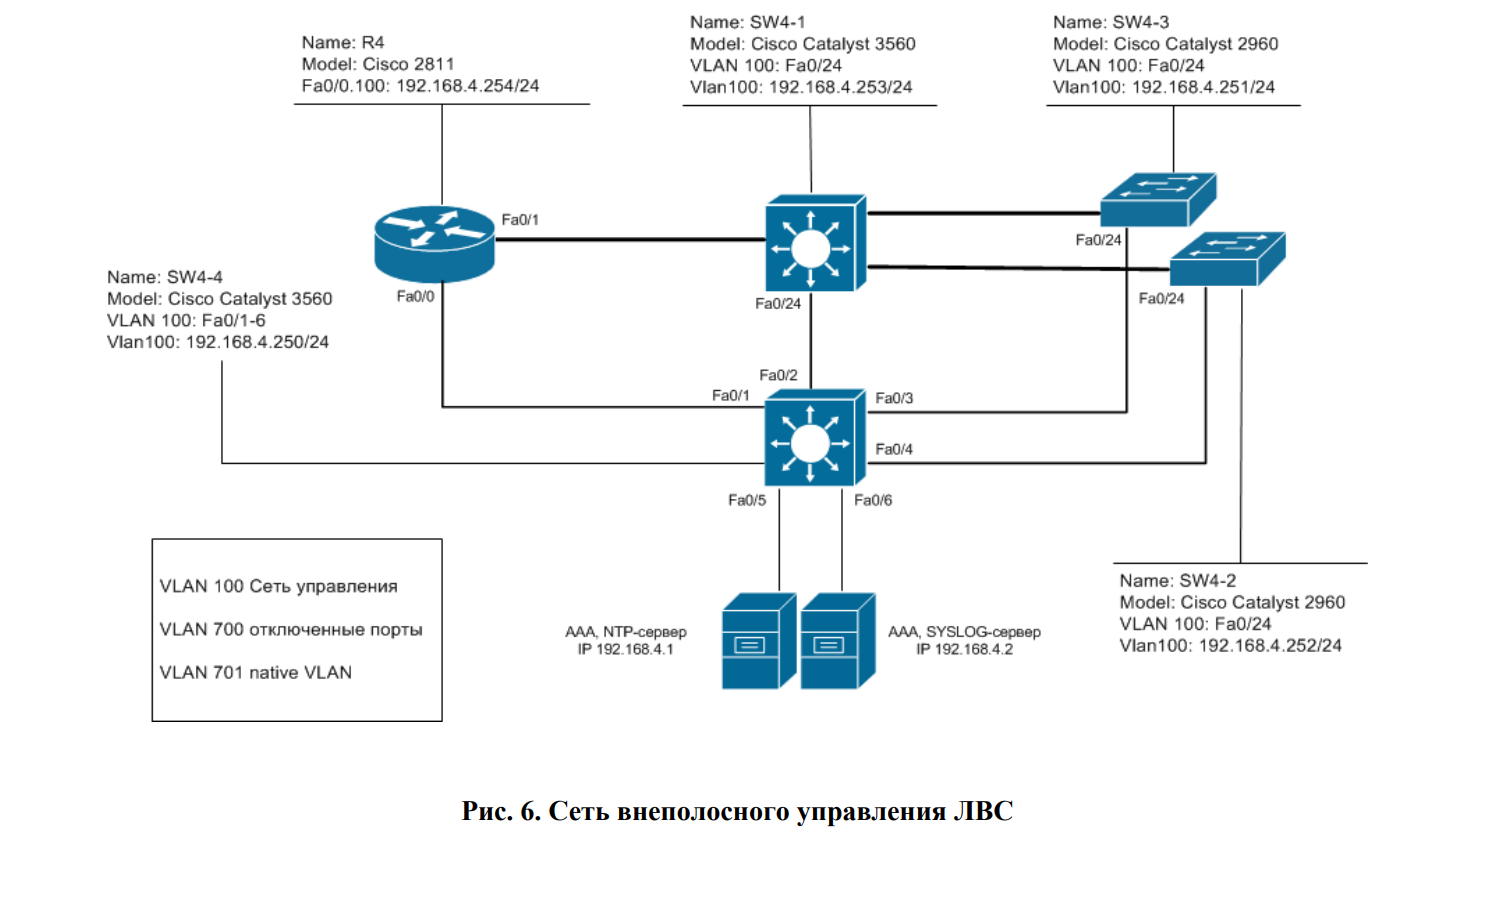 Name: R4
Model: Cisco 2811
Fa0/0.100: 192.168.4.254/24
Name: SW4-1
Model: Cisco Catalyst 3560
VLAN 100: Fa0/24
Vlan100: 192.168.4.253/24
Name: SW4-3
Model: Cisco Catalyst 2960
VLAN 100: Fa0/24
Vlan100: 192.168.4.251/24
Fa0/1
Fa0/24
Name: SW4-4
Model: Cisco Catalyst 3560
VLAN 100: Fa0/1-6
Vlan100: 192.168.4.250/24
Fa0/0
Fa0/24
Fa0/24
Fa0/2
Fa0/1
Fa0/3
Fa0/4
Fa0/5
Fa0/6
VLAN 100 Сеть управления
VLAN 700 отключенные порты
VLAN 701 native VLAN
AAA, NTP-сервер
IP 192.168.4.1
AAA, SYSLOG-сервер
IP 192.168.4.2
Name: SW4-2
Model: Cisco Catalyst 2960
VLAN 100: Fa0/24
Vlan100: 192.168.4.252/24
Рис. 6. Сеть внеполосного управления ЛВС